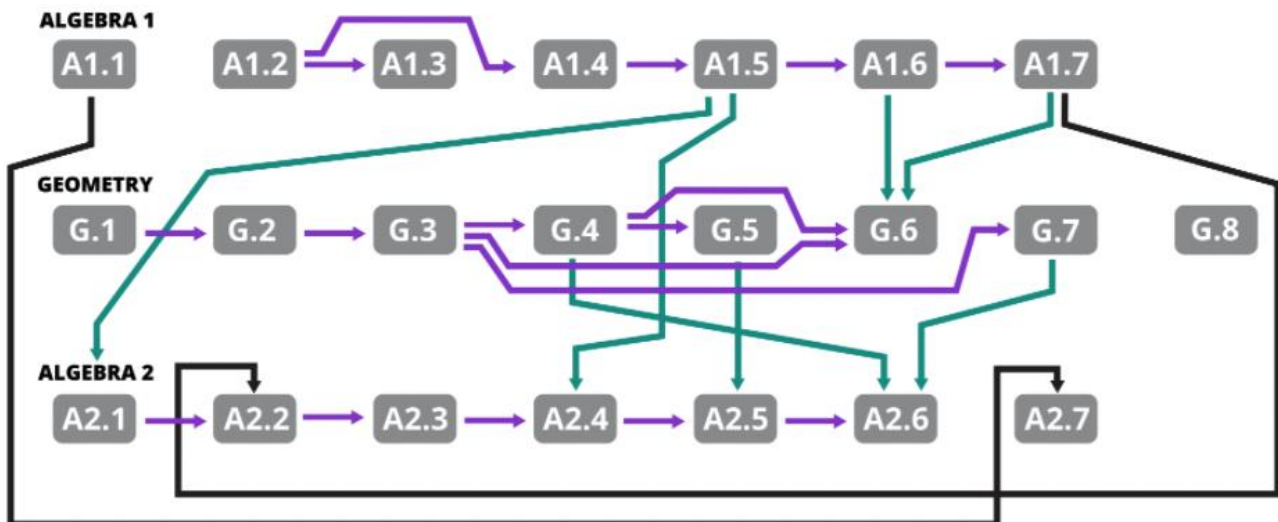 ALGEBRA 1
A1.1 A1.2 A1.3 A1.4 A1.5 A1.6 A1.7
GEOMETRY
G.1 G.2 G.3 G.4 G.5 G.6 G.7 G.8
ALGEBRA 2
A2.1 A2.2 A2.3 A2.4 A2.5 A2.6 A2.7